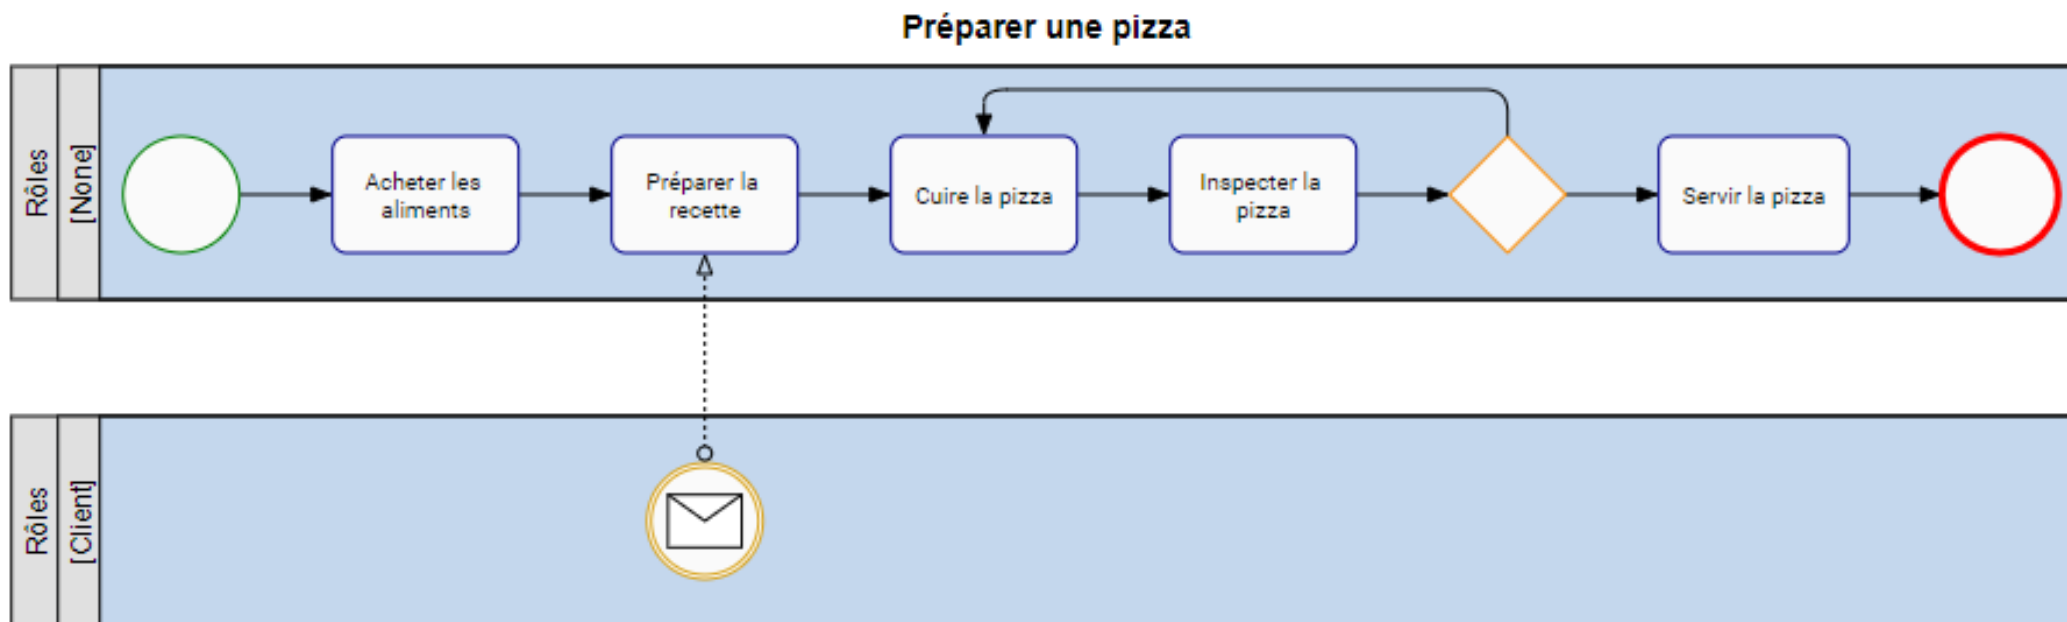 Préparer une pizza
Rôles
[None]
Acheter les
aliments
Préparer la
recette
Cuire la pizza
Inspecter la
pizza
Servir la pizza
Rôles
[Client]